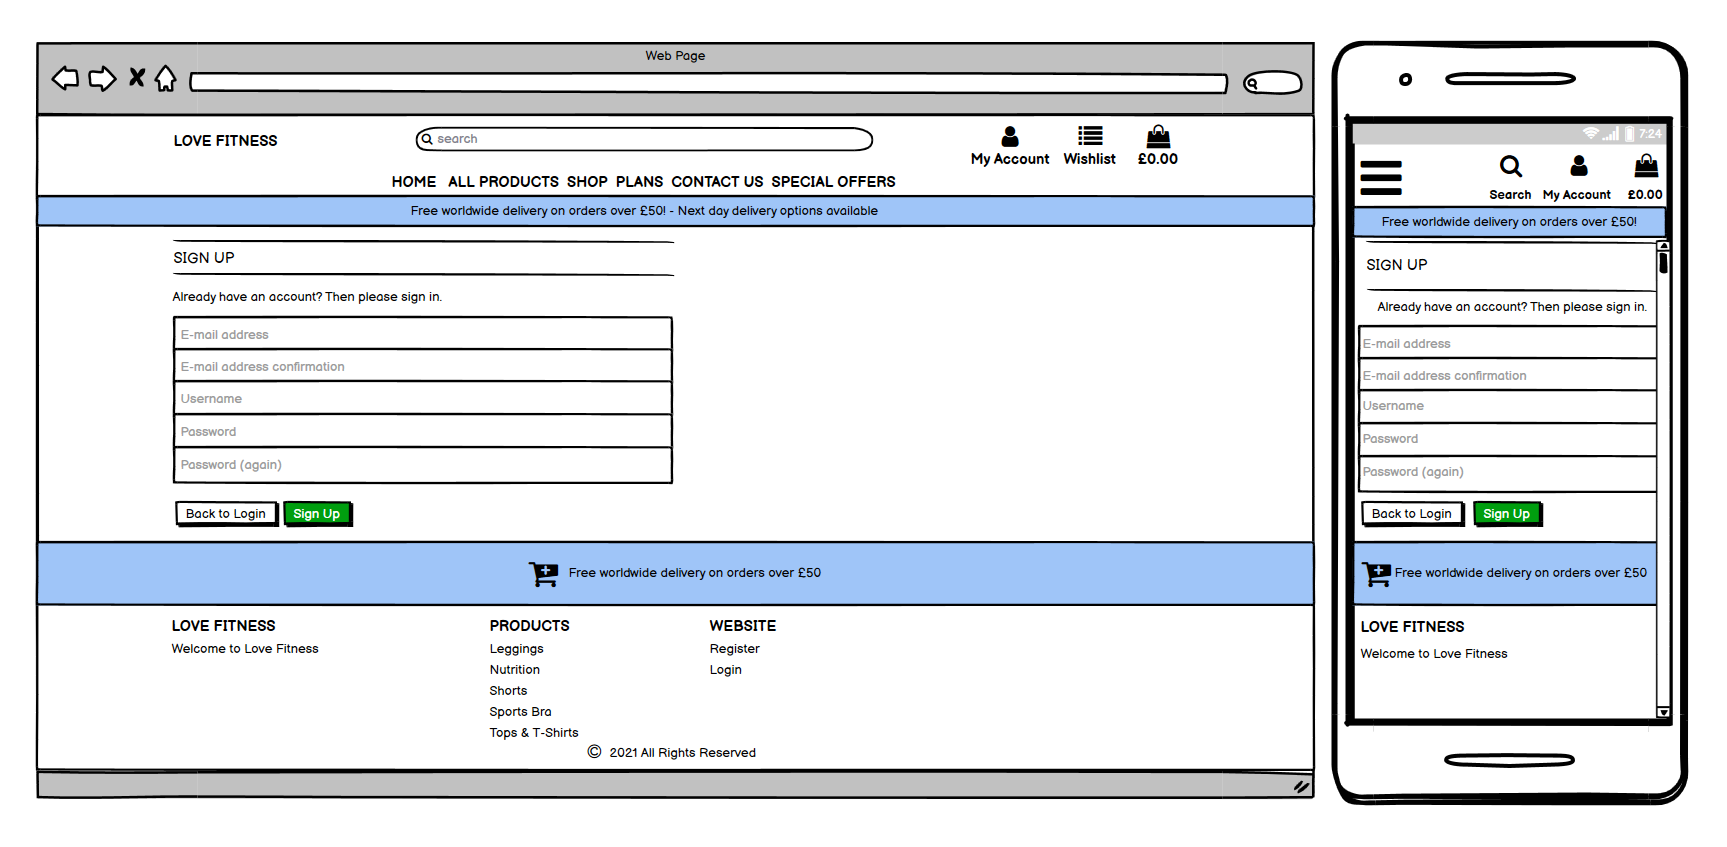 Web Page
LOVE FITNESS
search
My Account Wishlist £0.00
HOME ALL PRODUCTS SHOP PLANS CONTACT US SPECIAL OFFERS
Free worldwide delivery on orders over £50! - Next day delivery options available
SIGN UP
Already have an account? Then please sign in.
E-mail address
E-mail address confirmation
Username
Password
Password (again)
Back to Login Sign Up
Free worldwide delivery on orders over £50
LOVE FITNESS
Welcome to Love Fitness
PRODUCTS
Leggings
Nutrition
Shorts
Sports Bra
Tops & T-Shirts
WEBSITE
Register
Login
© 2021 All Rights Reserved
7:24
Search My Account £0.00
Free worldwide delivery on orders over £50!
SIGN UP
Already have an account? Then please sign in.
E-mail address
E-mail address confirmation
Username
Password
Password (again)
Back to Login Sign Up
Free worldwide delivery on orders over £50
LOVE FITNESS
Welcome to Love Fitness